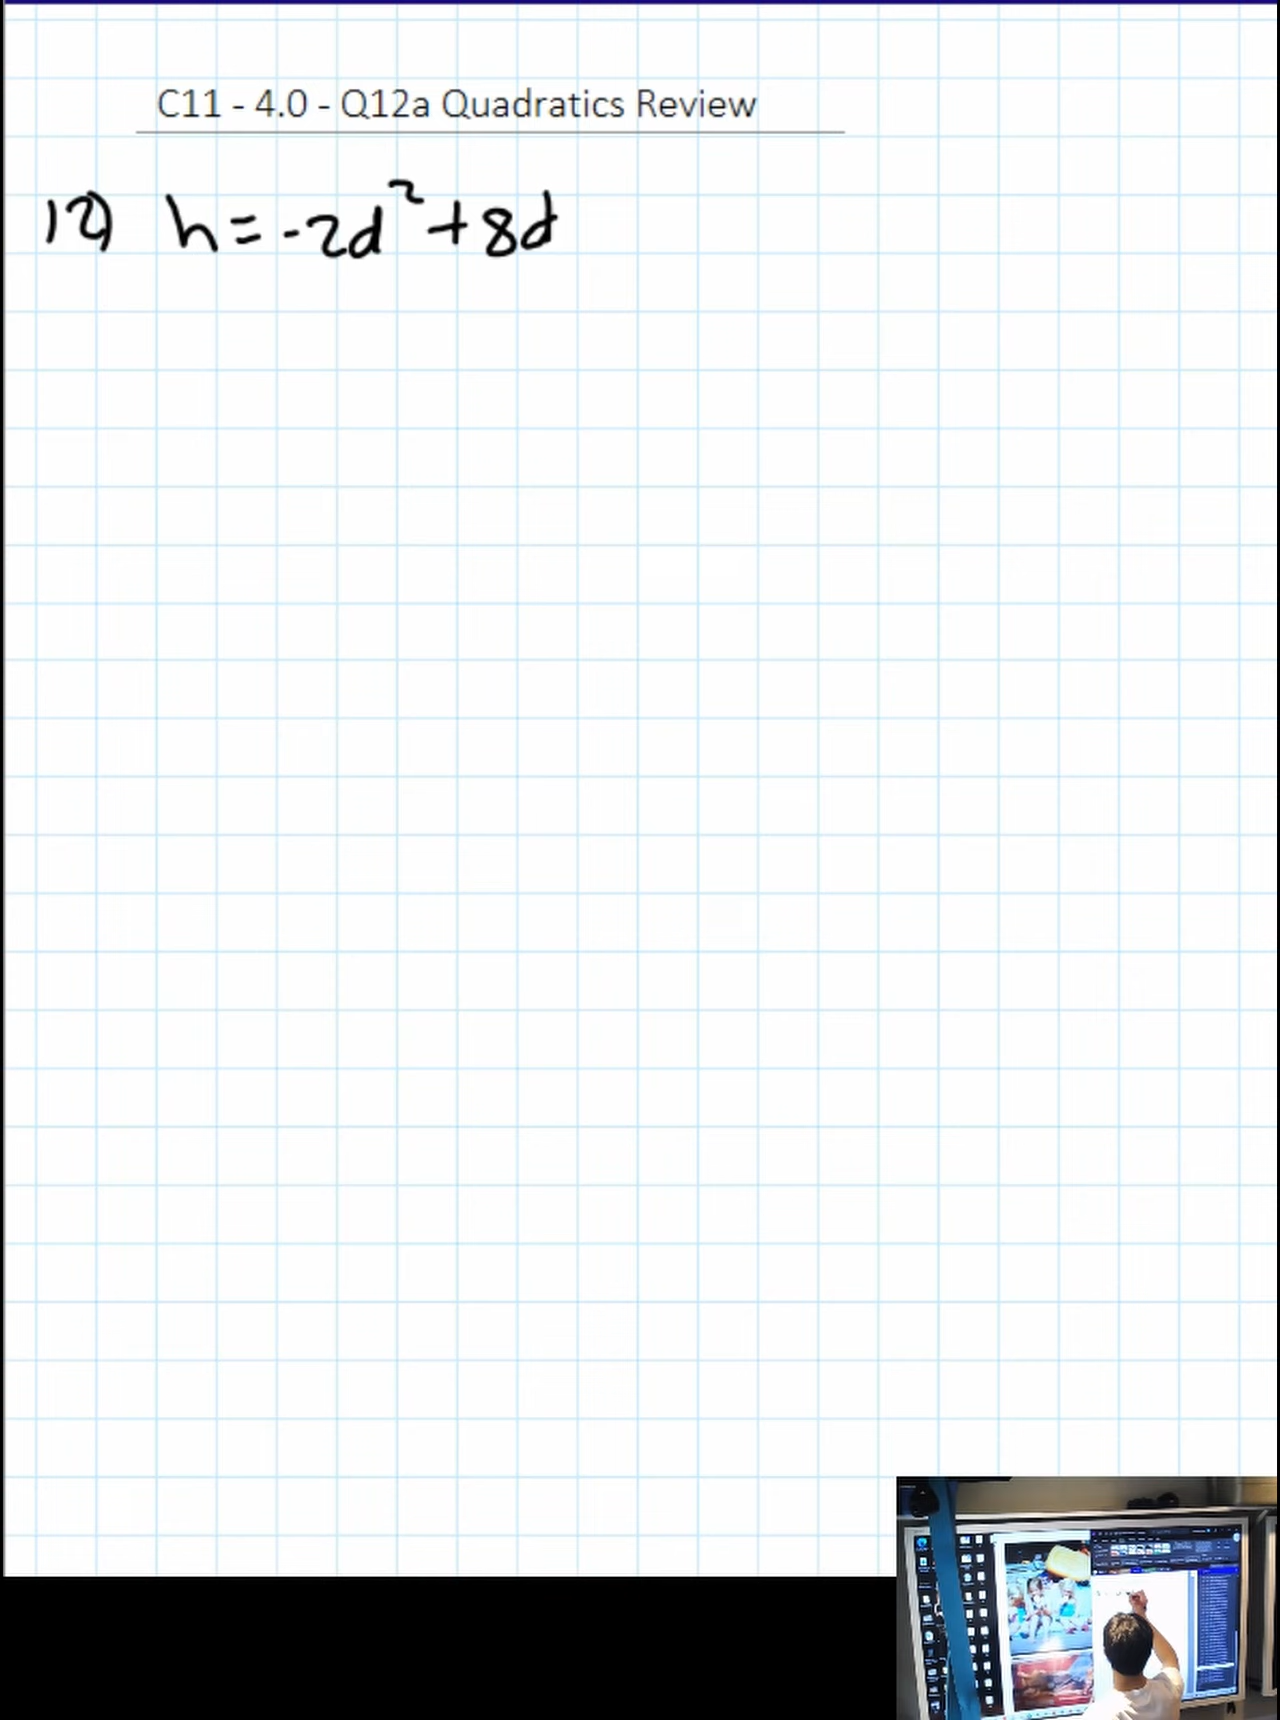 C11 - 4.0 - Q12a Quadratics Review
12) h = -2d² + 8d